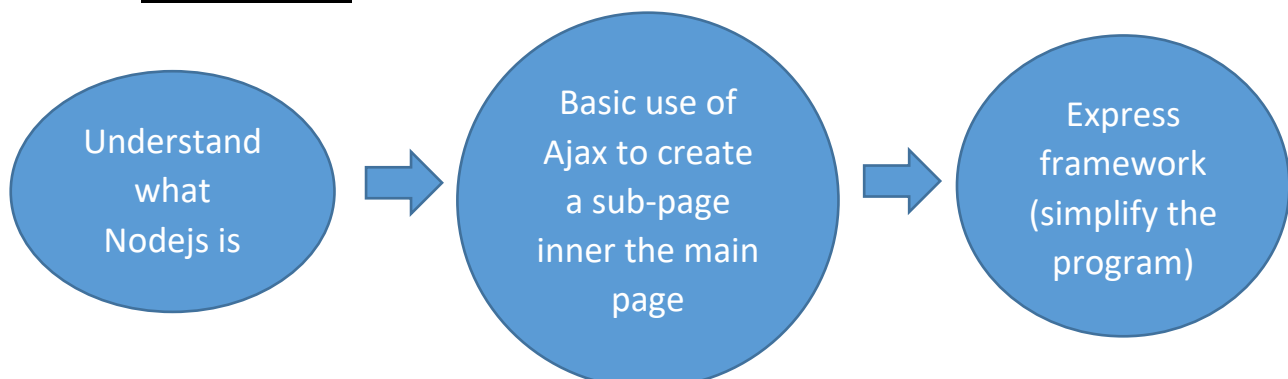 Understand
what
Nodejs is
Basic use of
Ajax to create
a sub-page
inner the main
page
Express
framework
(simplify the
program)